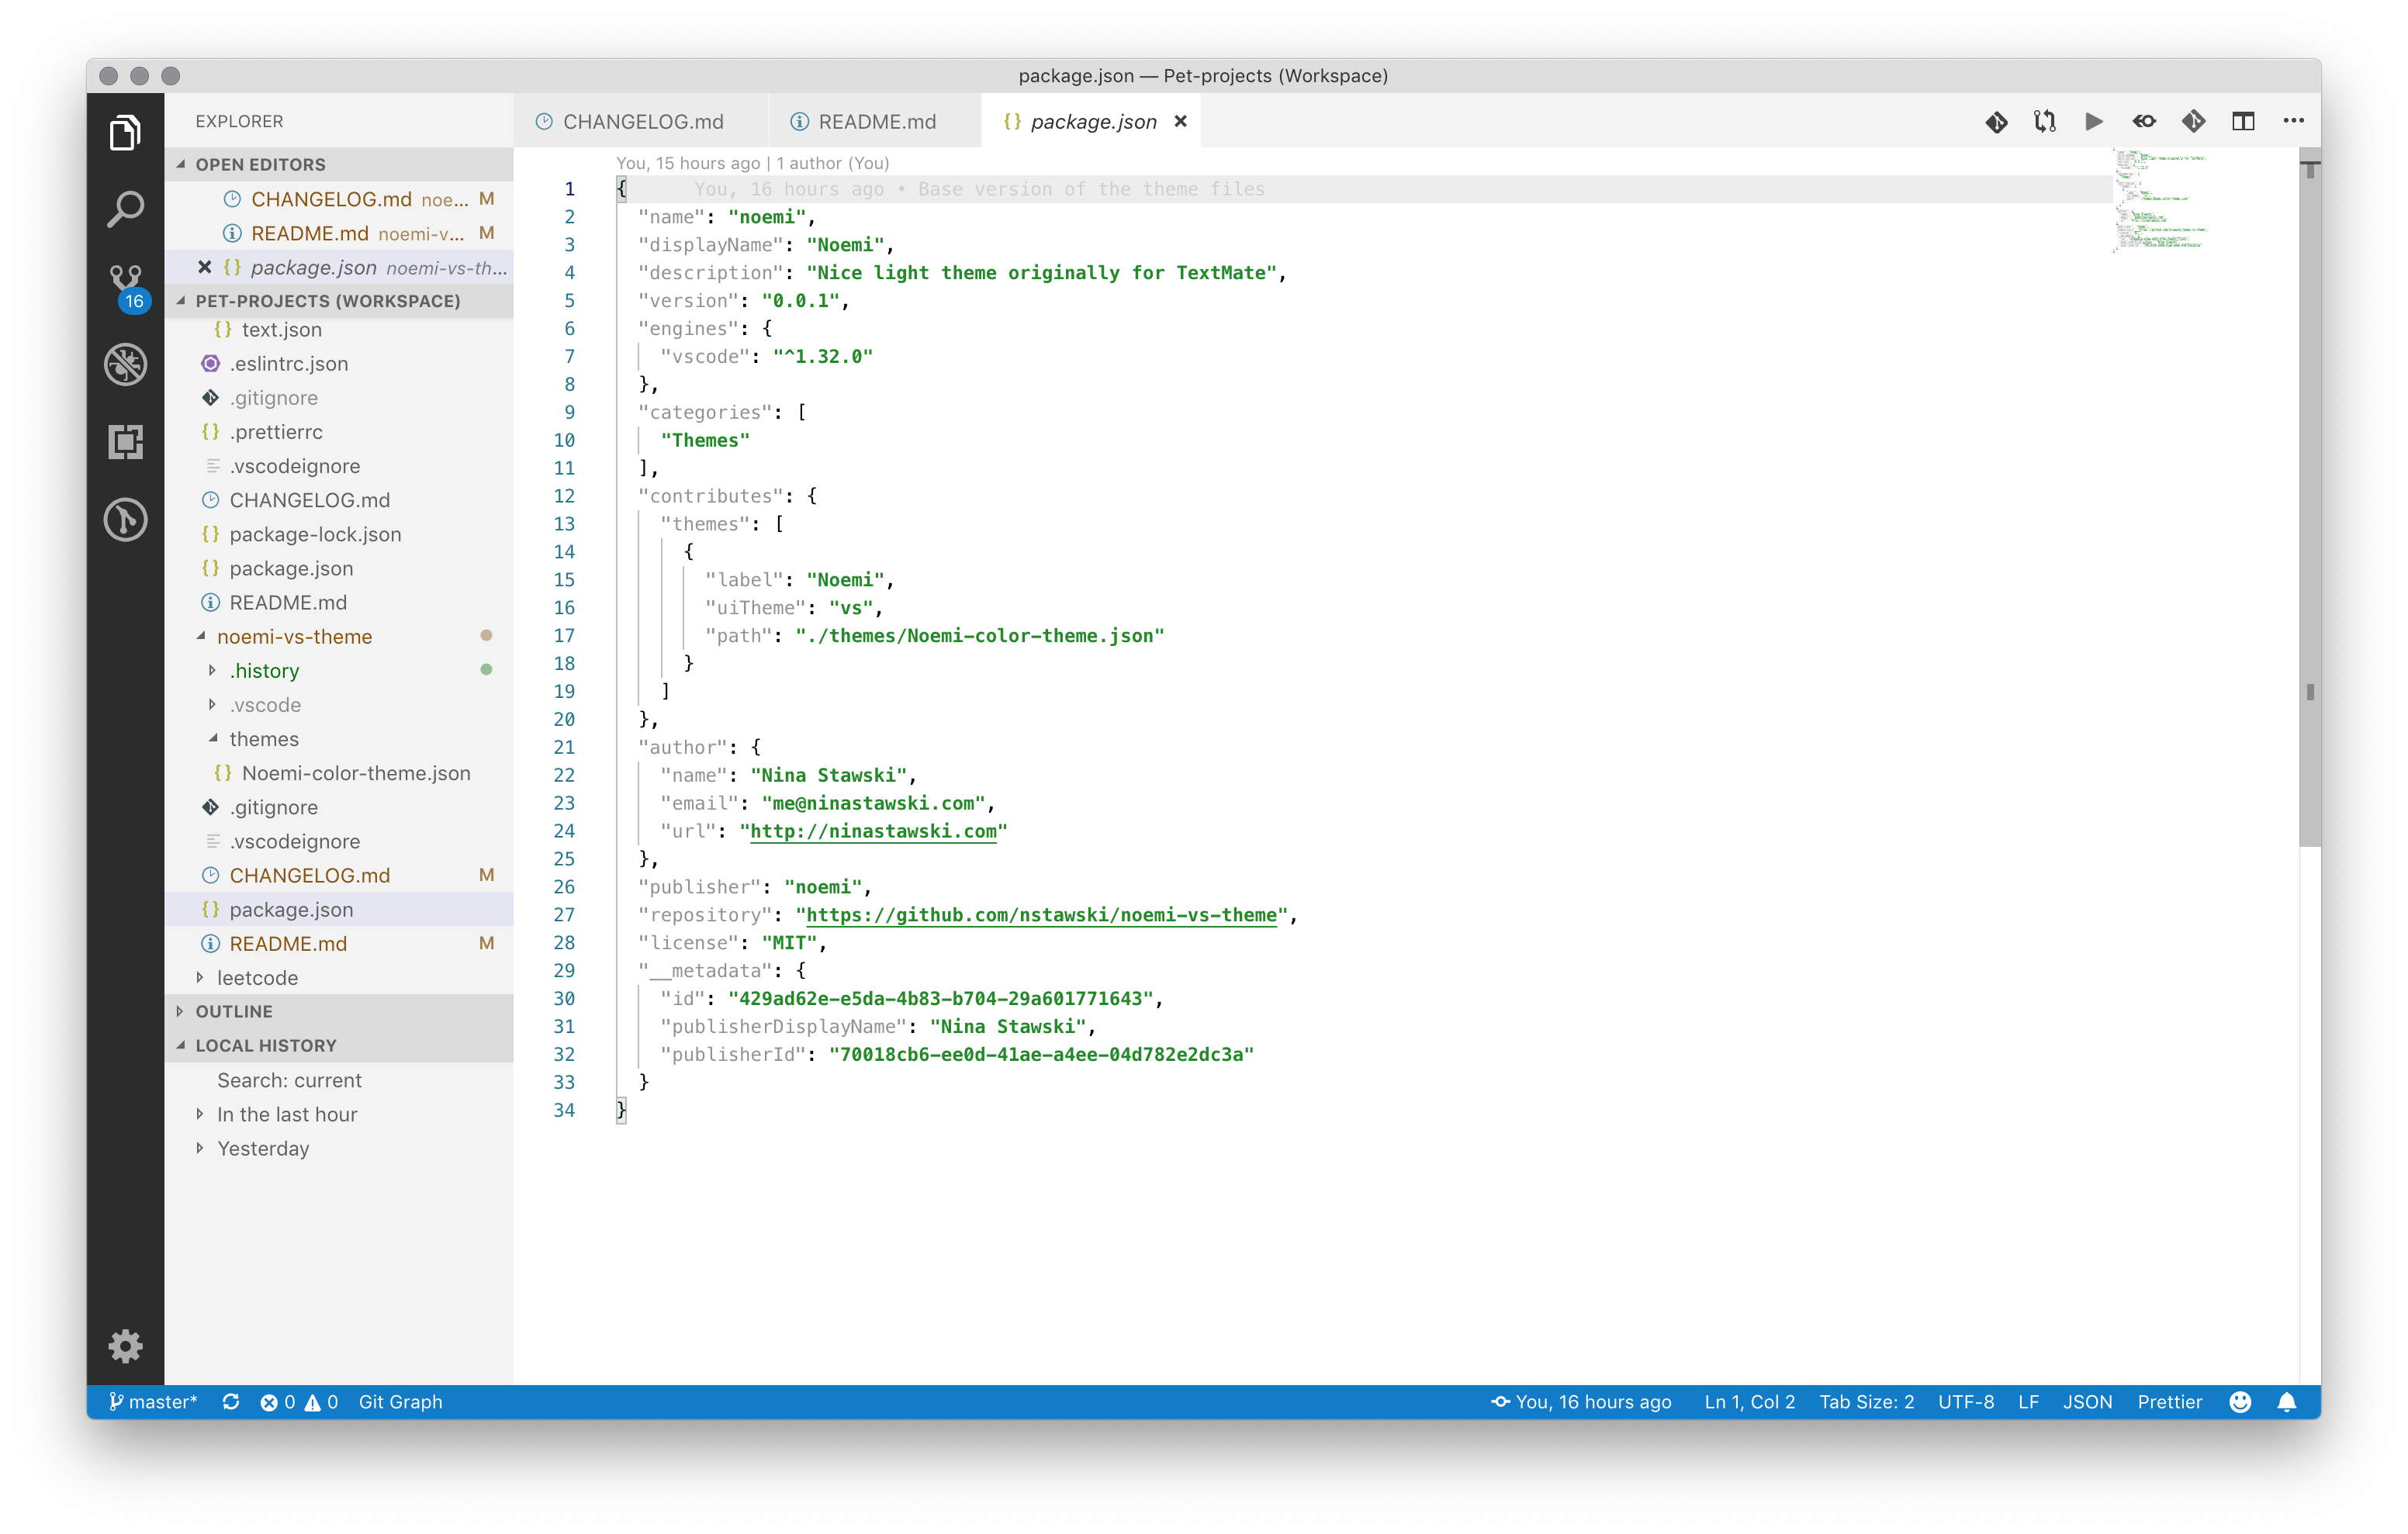 package.json — Pet-projects (Workspace)
EXPLORER
OPEN EDITORS
CHANGELOG.md noe... M
README.md noemi-v... M
package.json noemi-vs-th...
PET-PROJECTS (WORKSPACE)
text.json
.eslintrc.json
.gitignore
.prettierrc
.vscodeignore
CHANGELOG.md
package-lock.json
package.json
README.md
noemi-vs-theme
.history
.vscode
themes
Noemi-color-theme.json
.gitignore
.vscodeignore
CHANGELOG.md M
package.json
README.md M
leetcode
OUTLINE
LOCAL HISTORY
Search: current
In the last hour
Yesterday
16
CHANGELOG.md README.md package.json
You, 15 hours ago | 1 author (You)
1 { You, 16 hours ago • Base version of the theme files
2 "name": "noemi",
3 "displayName": "Noemi",
4 "description": "Nice light theme originally for TextMate",
5 "version": "0.0.1",
6 "engines": {
7 "vscode": "^1.32.0"
8 },
9 "categories": [
10 "Themes"
11 ],
12 "contributes": {
13 "themes": [
14 {
15 "label": "Noemi",
16 "uiTheme": "vs",
17 "path": "./themes/Noemi-color-theme.json"
18 }
19 ]
20 },
21 "author": {
22 "name": "Nina Stawski",
23 "email": "me@ninastawski.com",
24 "url": "http://ninastawski.com"
25 },
26 "publisher": "noemi",
27 "repository": "https://github.com/nstawski/noemi-vs-theme",
28 "license": "MIT",
29 "__metadata": {
30 "id": "429ad62e-e5da-4b83-b704-29a601771643",
31 "publisherDisplayName": "Nina Stawski",
32 "publisherId": "70018cb6-ee0d-41ae-a4ee-04d782e2dc3a"
33 }
34 }
master* 0 0 Git Graph You, 16 hours ago Ln 1, Col 2 Tab Size: 2 UTF-8 LF JSON Prettier